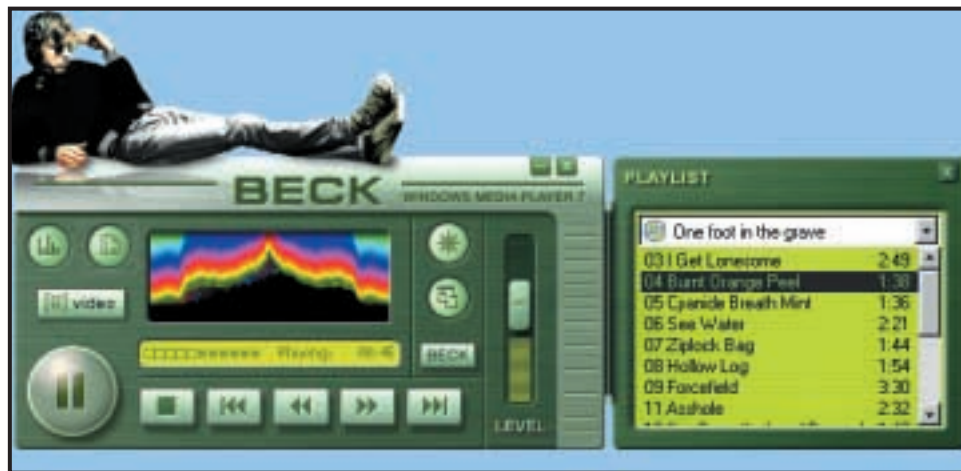 BECK
WINDOWS MEDIA PLAYER 7
video
Playing:
BECK
LEVEL
PLAYLIST
One foot in the grave
03 I Get Lonesome 2:49
04 Burnt Orange Peel 1:38
05 Cyanide Breath Mint 1:36
06 See Water 2:21
07 Ziplock Bag 1:44
08 Hollow Log 1:54
09 Forcefield 3:30
11 Asshole 2:32